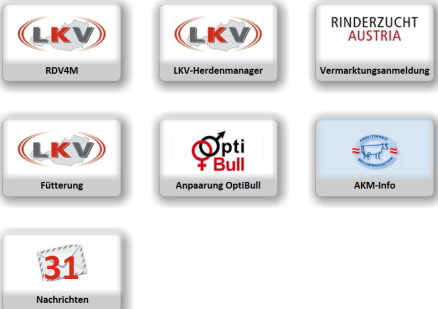 LKV
RDV4M
LKV
LKV-Herdenmanager
RINDERZUCHT
AUSTRIA
Vermarktungsanmeldung
LKV
Fütterung
Opti
Bull
Anpaarung OptiBull
AKM-Info
31
Nachrichten